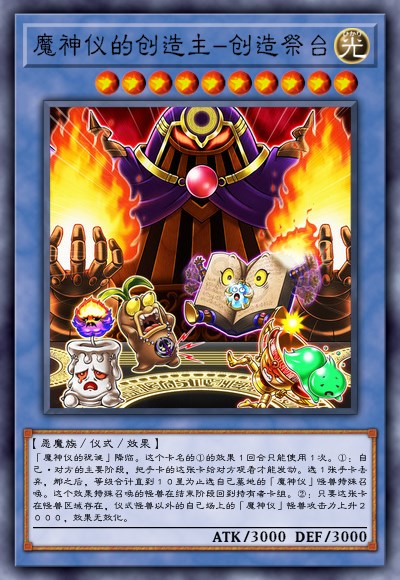 魔神仪的创造主-创造祭台
光
ひかり
【恶魔族/仪式/效果】
「魔神仪的祝诞」降临。这个卡名的①的效果1回合只能使用1次。①：自
己·对方的主要阶段，把手卡的这张卡给对方观看才能发动。选1张手卡丢
弃，那之后，等级合计直到10星为止选自己墓地的「魔神仪」怪兽特殊召
唤。这个效果特殊召唤的怪兽在结束阶段回到持有者卡组。②：只要这张卡
在怪兽区域存在，仪式怪兽以外的自己场上的「魔神仪」怪兽攻击力上升2
000，效果无效化。
ATK/3000 DEF/3000